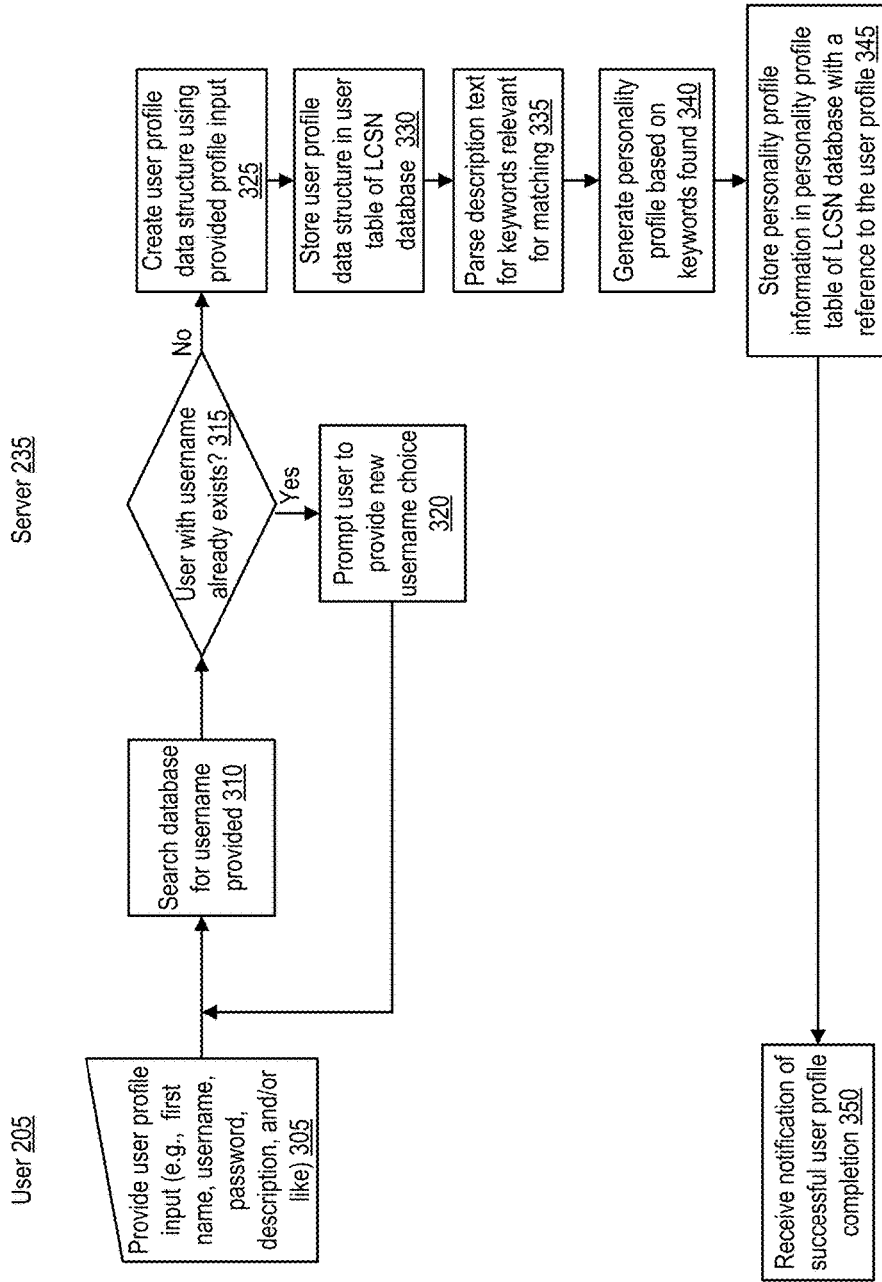 User 205
Server 235
Provide user profile
input (e.g., first
name, username,
password,
description, and/or
like) 305
Search database
for username
provided 310
User with username
already exists? 315
No
Yes
Prompt user to
provide new
username choice
320
Create user profile
data structure using
provided profile input
325
Store user profile
data structure in user
table of LCSN
database 330
Parse description text
for keywords relevant
for matching 335
Generate personality
profile based on
keywords found 340
Store personality profile
information in personality profile
table of LCSN database with a
reference to the user profile 345
Receive notification of
successful user profile
completion 350